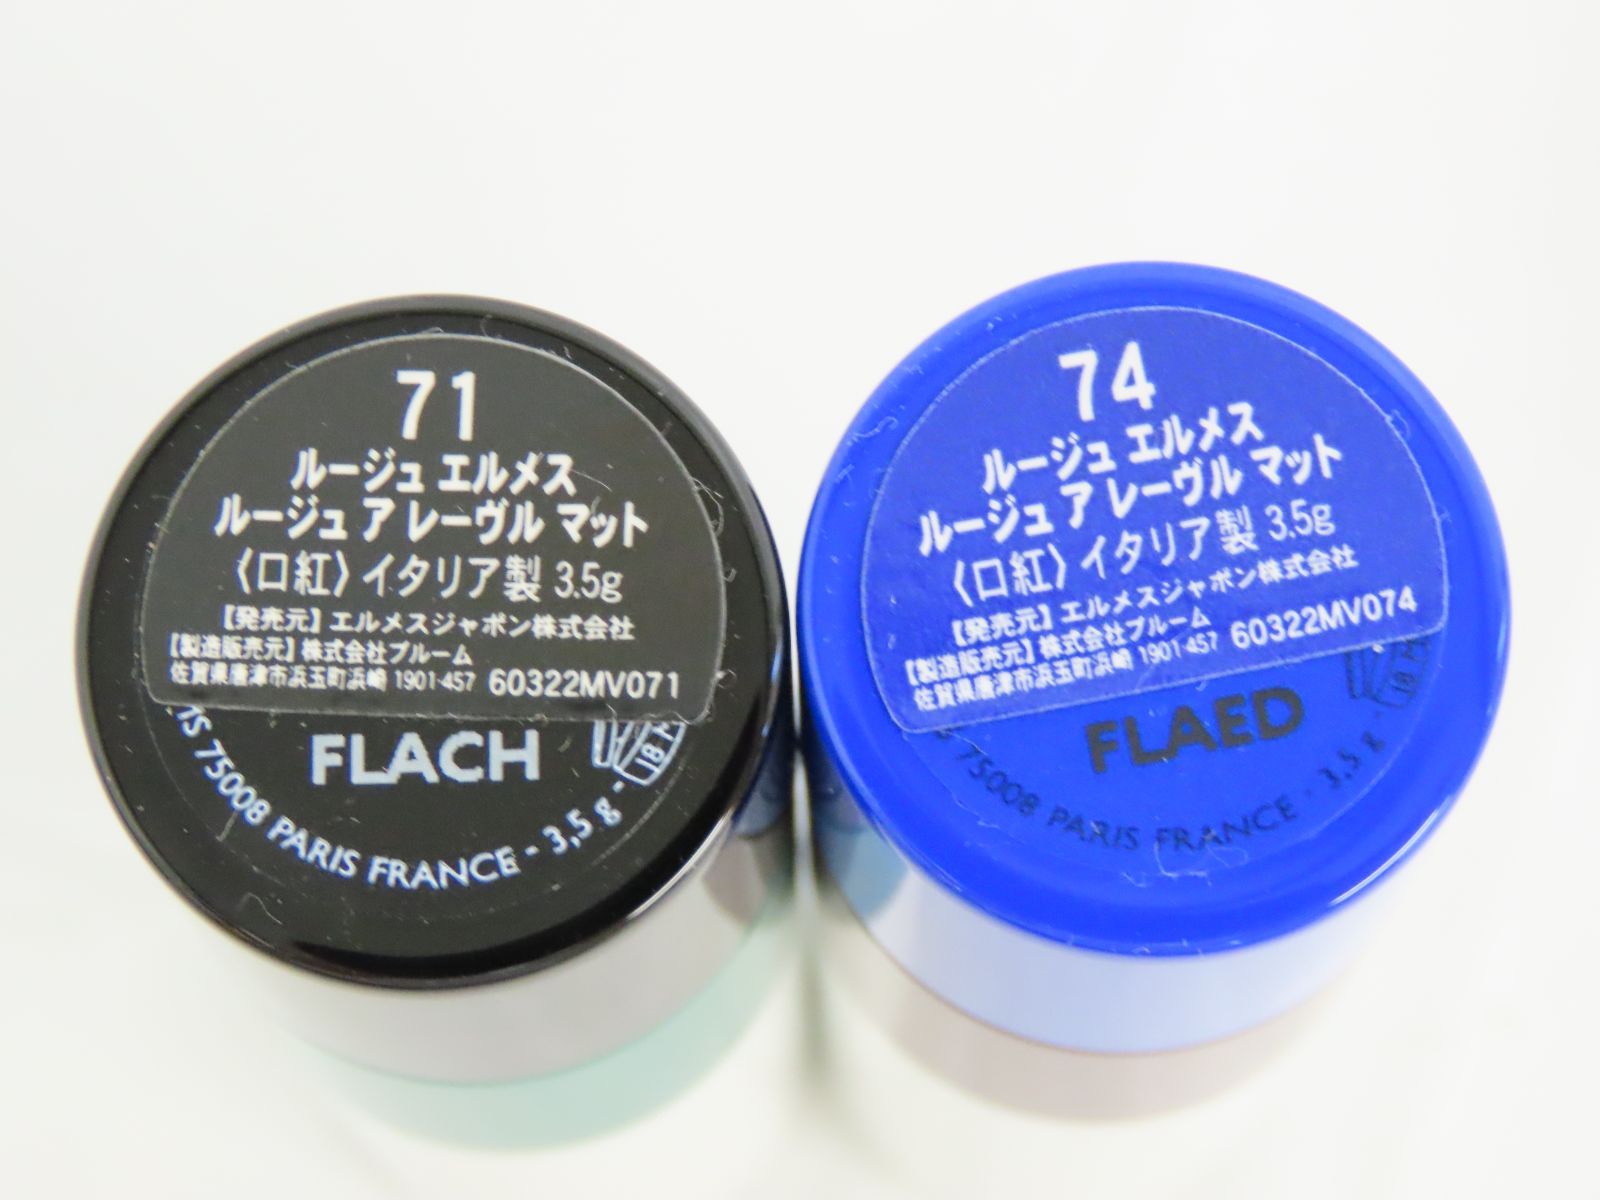 71
ルージュ エルメス
ルージュ ア レーヴル マット
〈口紅〉イタリア製 3.5g
【発売元】エルメスジャポン株式会社
【製造販売元】株式会社ブルーム
佐賀県唐津市浜玉町浜崎 1901-457 60322MV071
FLACH
18 M
75008 PARIS FRANCE - 3,5 g -
74
ルージュ エルメス
ルージュ ア レーヴル マット
〈口紅〉イタリア製 3.5g
【発売元】エルメスジャポン株式会社
【製造販売元】株式会社ブルーム
佐賀県唐津市浜玉町浜崎 1901-457 60322MV074
FLAED
18
75008 PARIS FRANCE - 3,5 g -